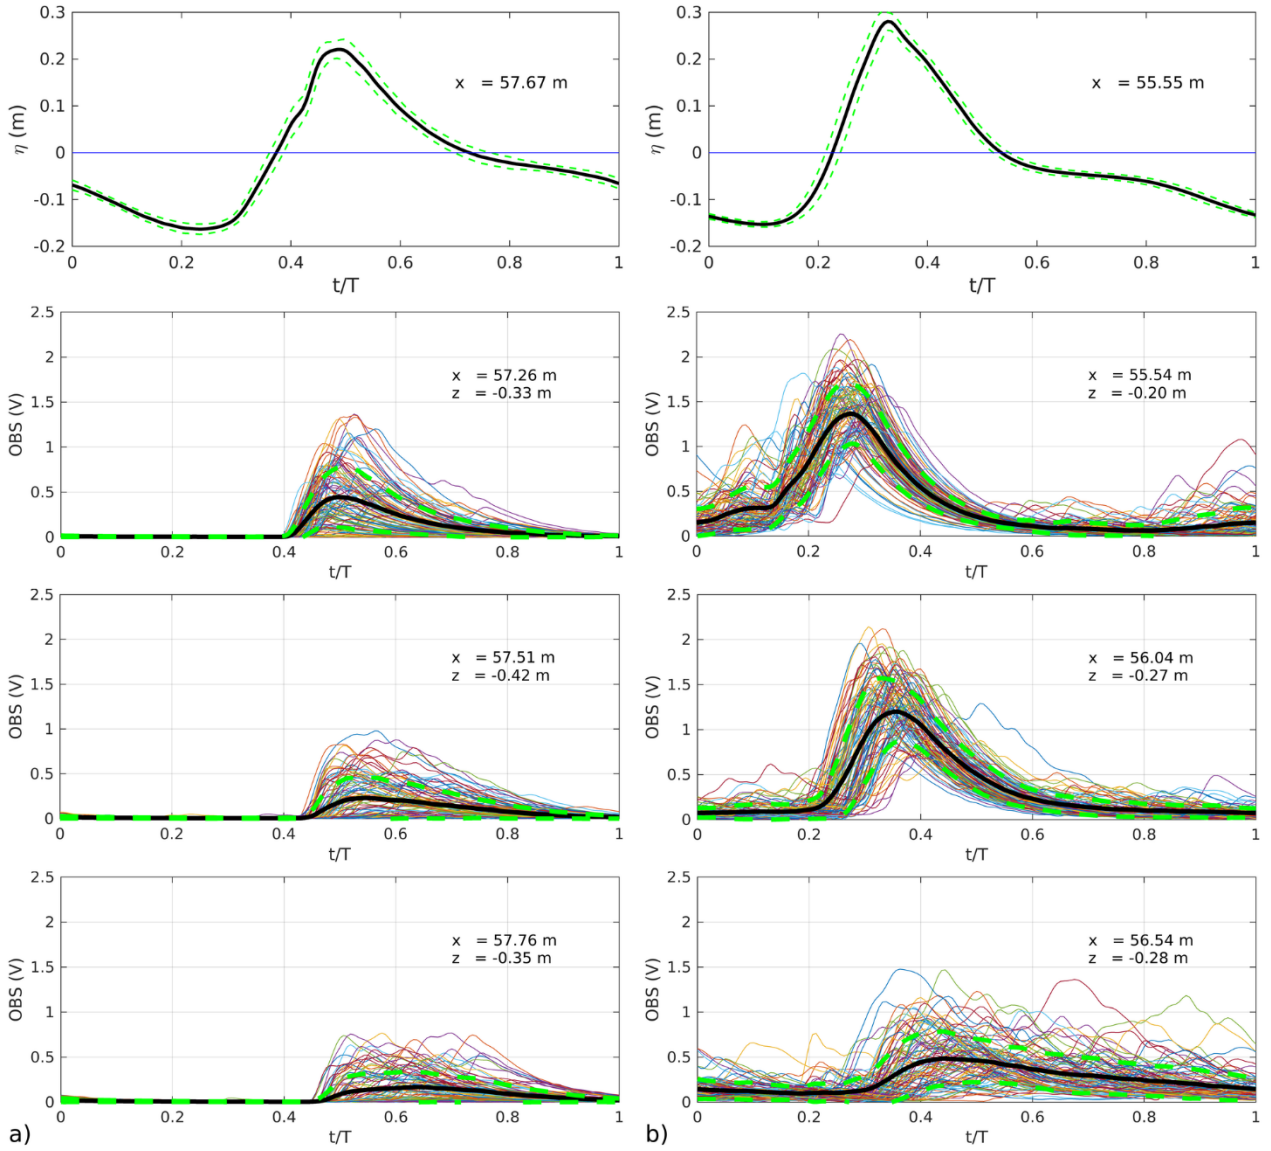 0.3
0.2
0.1
0
-0.1
-0.2
η (m)
x = 57.67 m
0 0.2 0.4 0.6 0.8 1
t/T
0.3
0.2
0.1
0
-0.1
-0.2
η (m)
x = 55.55 m
0 0.2 0.4 0.6 0.8 1
t/T
2.5
2
1.5
1
0.5
0
OBS (V)
x = 57.26 m
z = -0.33 m
0 0.2 0.4 0.6 0.8 1
t/T
2.5
2
1.5
1
0.5
0
OBS (V)
x = 55.54 m
z = -0.20 m
0 0.2 0.4 0.6 0.8 1
t/T
2.5
2
1.5
1
0.5
0
OBS (V)
x = 57.51 m
z = -0.42 m
0 0.2 0.4 0.6 0.8 1
t/T
2.5
2
1.5
1
0.5
0
OBS (V)
x = 56.04 m
z = -0.27 m
0 0.2 0.4 0.6 0.8 1
t/T
2.5
2
1.5
1
0.5
0
OBS (V)
x = 57.76 m
z = -0.35 m
0 0.2 0.4 0.6 0.8 1
t/T
a)
2.5
2
1.5
1
0.5
0
OBS (V)
x = 56.54 m
z = -0.28 m
0 0.2 0.4 0.6 0.8 1
t/T
b)